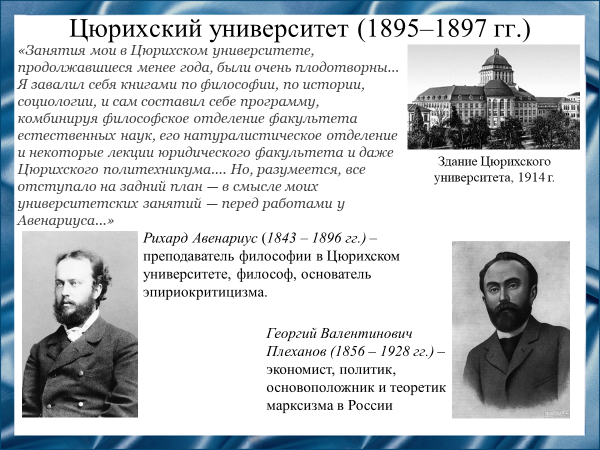 Цюрихский университет (1895–1897 гг.)
«Занятия мои в Цюрихском университете,
продолжавшиеся менее года, были очень плодотворны...
Я завалил себя книгами по философии, по истории,
социологии, и сам составил себе программу,
комбинируя философское отделение факультета
естественных наук, его натуралистическое отделение
и некоторые лекции юридического факультета и даже
Цюрихского политехникума.... Но, разумеется, все
отступало на задний план — в смысле моих
университетских занятий — перед работами у
Авенариуса...»
Здание Цюрихского
университета, 1914 г.
Рихард Авенариус (1843 – 1896 гг.) –
преподаватель философии в Цюрихском
университете, философ, основатель
эпириокритицизма.
Георгий Валентинович
Плеханов (1856 – 1928 гг.) –
экономист, политик,
основоположник и теоретик
марксизма в России